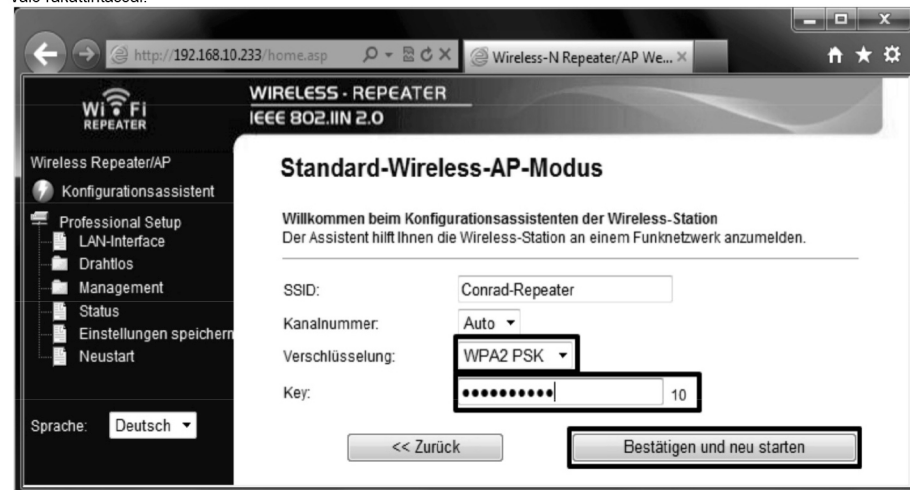 http://192.168.10.233/home.asp
Wireless-N Repeater/AP We...
Wi Fi
REPEATER
WIRELESS - REPEATER
IEEE 802.11N 2.0
Wireless Repeater/AP
Konfigurationsassistent
Professional Setup
LAN-Interface
Drahtlos
Management
Status
Einstellungen speichern
Neustart
Sprache: Deutsch
Standard-Wireless-AP-Modus
Willkommen beim Konfigurationsassistenten der Wireless-Station
Der Assistent hilft Ihnen die Wireless-Station an einem Funknetzwerk anzumelden.
SSID: Conrad-Repeater
Kanalnummer: Auto
Verschlüsselung: WPA2 PSK
Key: ●●●●●●●●●● 10
<< Zurück
Bestätigen und neu starten